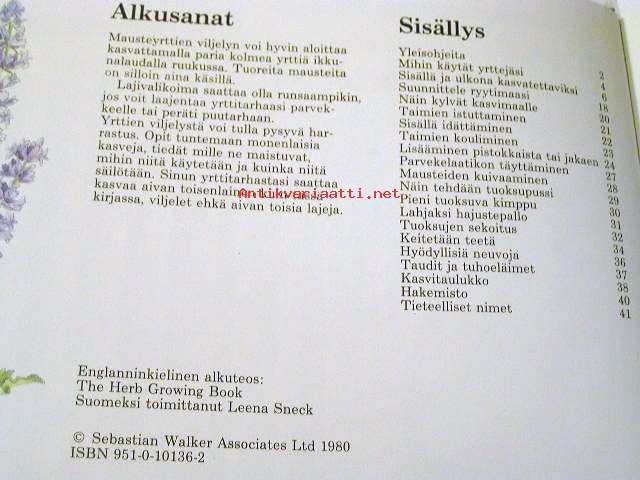 Alkusanat
Mausteyrttien viljelyn voi hyvin aloittaa
kasvattamalla paria kolmea yrttiä ikku-
nalaudalla ruukussa. Tuoreita mausteita
on silloin aina käsillä.
Lajivalikoima saattaa olla runsaampikin,
jos voit laajentaa yrttitarhaasi parvek-
keelle tai peräti puutarhaan.
Yrttien viljelystä voi tulla pysyvä har-
rastus. Opit tuntemaan monenlaisia
kasveja, tiedät mille ne maistuvat,
mihin niitä käytetään ja kuinka niitä
säilötään. Sinun yrttitarhastasi saattaa
kasvaa aivan toisenlainen kuin tässä
kirjassa, viljelet ehkä aivan toisia lajeja.
Antikvariaatti.net
Englanninkielinen alkuteos:
The Herb Growing Book
Suomeksi toimittanut Leena Sneck
© Sebastian Walker Associates Ltd 1980
ISBN 951-0-10136-2
Sisällys
Yleisohjeita
Mihin käytät yrttejäsi 2
Sisällä ja ulkona kasvatettaviksi 4
Suunnittele ryytimaasi 6
Näin kylvät kasvimaalle 18
Taimien istuttaminen 20
Sisällä idättäminen 21
Taimien kouliminen 22
Lisääminen pistokkaista tai jakaen 23
Parvekelaatikon täyttäminen 24
Mausteiden kuivaaminen 27
Näin tehdään tuoksupussi 28
Pieni tuoksuva kimppu 29
Lahjaksi hajustepallo 30
Tuoksujen sekoitus 31
Keitetään teetä 32
Hyödyllisiä neuvoja 34
Taudit ja tuhoeläimet 36
Kasvitaulukko 37
Hakemisto 38
Tieteelliset nimet 40
41